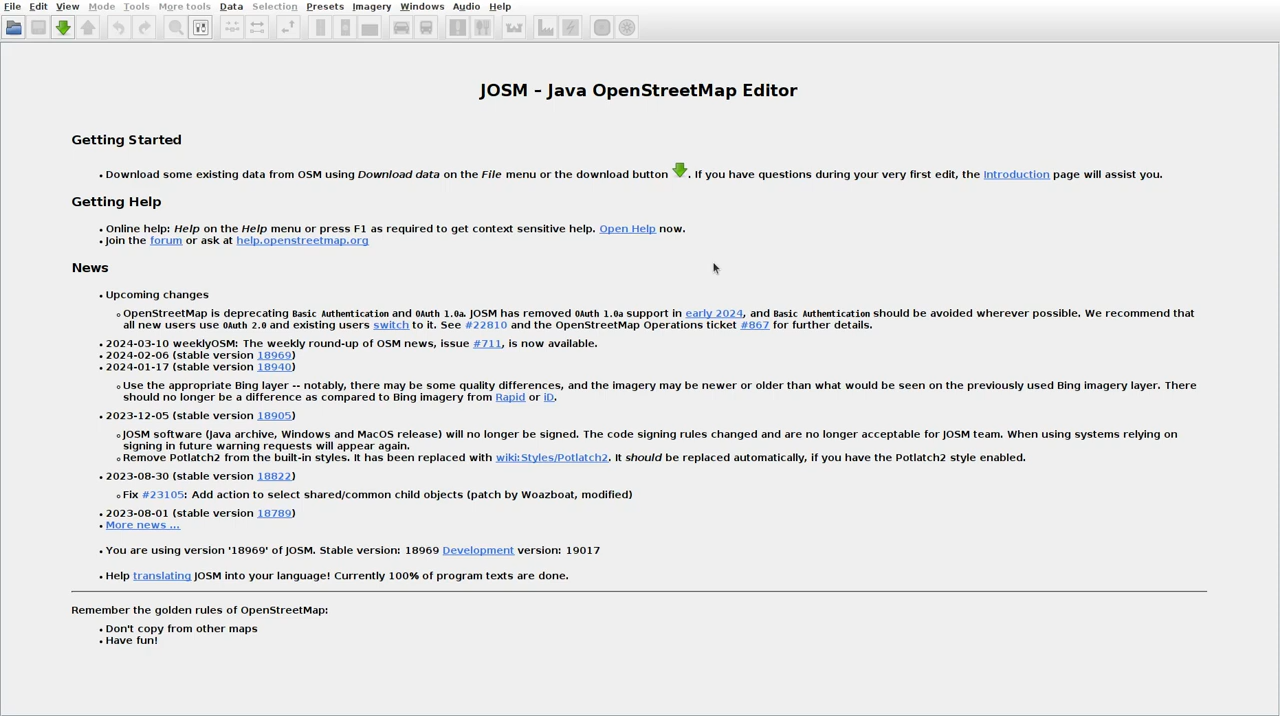 File Edit View Mode Tools More tools Data Selection Presets Imagery Windows Audio Help
JOSM – Java OpenStreetMap Editor
Getting Started
• Download some existing data from OSM using Download data on the File menu or the download button . If you have questions during your very first edit, the Introduction page will assist you.
Getting Help
• Online help: Help on the Help menu or press F1 as required to get context sensitive help. Open Help now.
• Join the forum or ask at help.openstreetmap.org
News
• Upcoming changes
◦ OpenStreetMap is deprecating Basic Authentication and OAuth 1.0a. JOSM has removed OAuth 1.0a support in early 2024, and Basic Authentication should be avoided wherever possible. We recommend that
all new users use OAuth 2.0 and existing users switch to it. See #22810 and the OpenStreetMap Operations ticket #867 for further details.
• 2024-03-10 weeklyOSM: The weekly round-up of OSM news, issue #711, is now available.
• 2024-02-06 (stable version 18969)
• 2024-01-17 (stable version 18940)
◦ Use the appropriate Bing layer -- notably, there may be some quality differences, and the imagery may be newer or older than what would be seen on the previously used Bing imagery layer. There
should no longer be a difference as compared to Bing imagery from Rapid or iD.
• 2023-12-05 (stable version 18905)
◦ JOSM software (Java archive, Windows and MacOS release) will no longer be signed. The code signing rules changed and are no longer acceptable for JOSM team. When using systems relying on
signing in future warning requests will appear again.
◦ Remove Potlatch2 from the built-in styles. It has been replaced with wiki:Styles/Potlatch2. It should be replaced automatically, if you have the Potlatch2 style enabled.
• 2023-08-30 (stable version 18822)
◦ Fix #23105: Add action to select shared/common child objects (patch by Woazboat, modified)
• 2023-08-01 (stable version 18789)
• More news ...
• You are using version '18969' of JOSM. Stable version: 18969 Development version: 19017
• Help translating JOSM into your language! Currently 100% of program texts are done.
Remember the golden rules of OpenStreetMap:
• Don't copy from other maps
• Have fun!